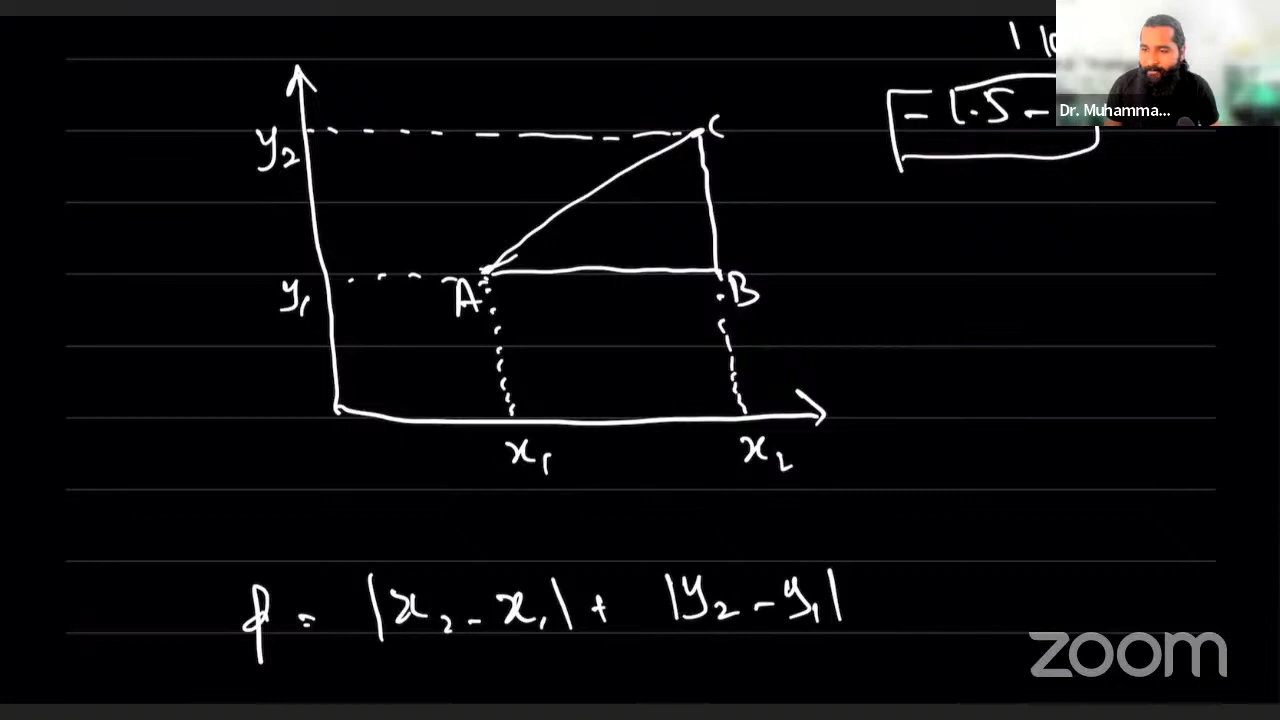 Dr. Muhamma...
= 1.5 -
y₂
C
y₁
A
B
x₁ x₂
|x₂ - x₁| + |y₂ - y₁|
zoom